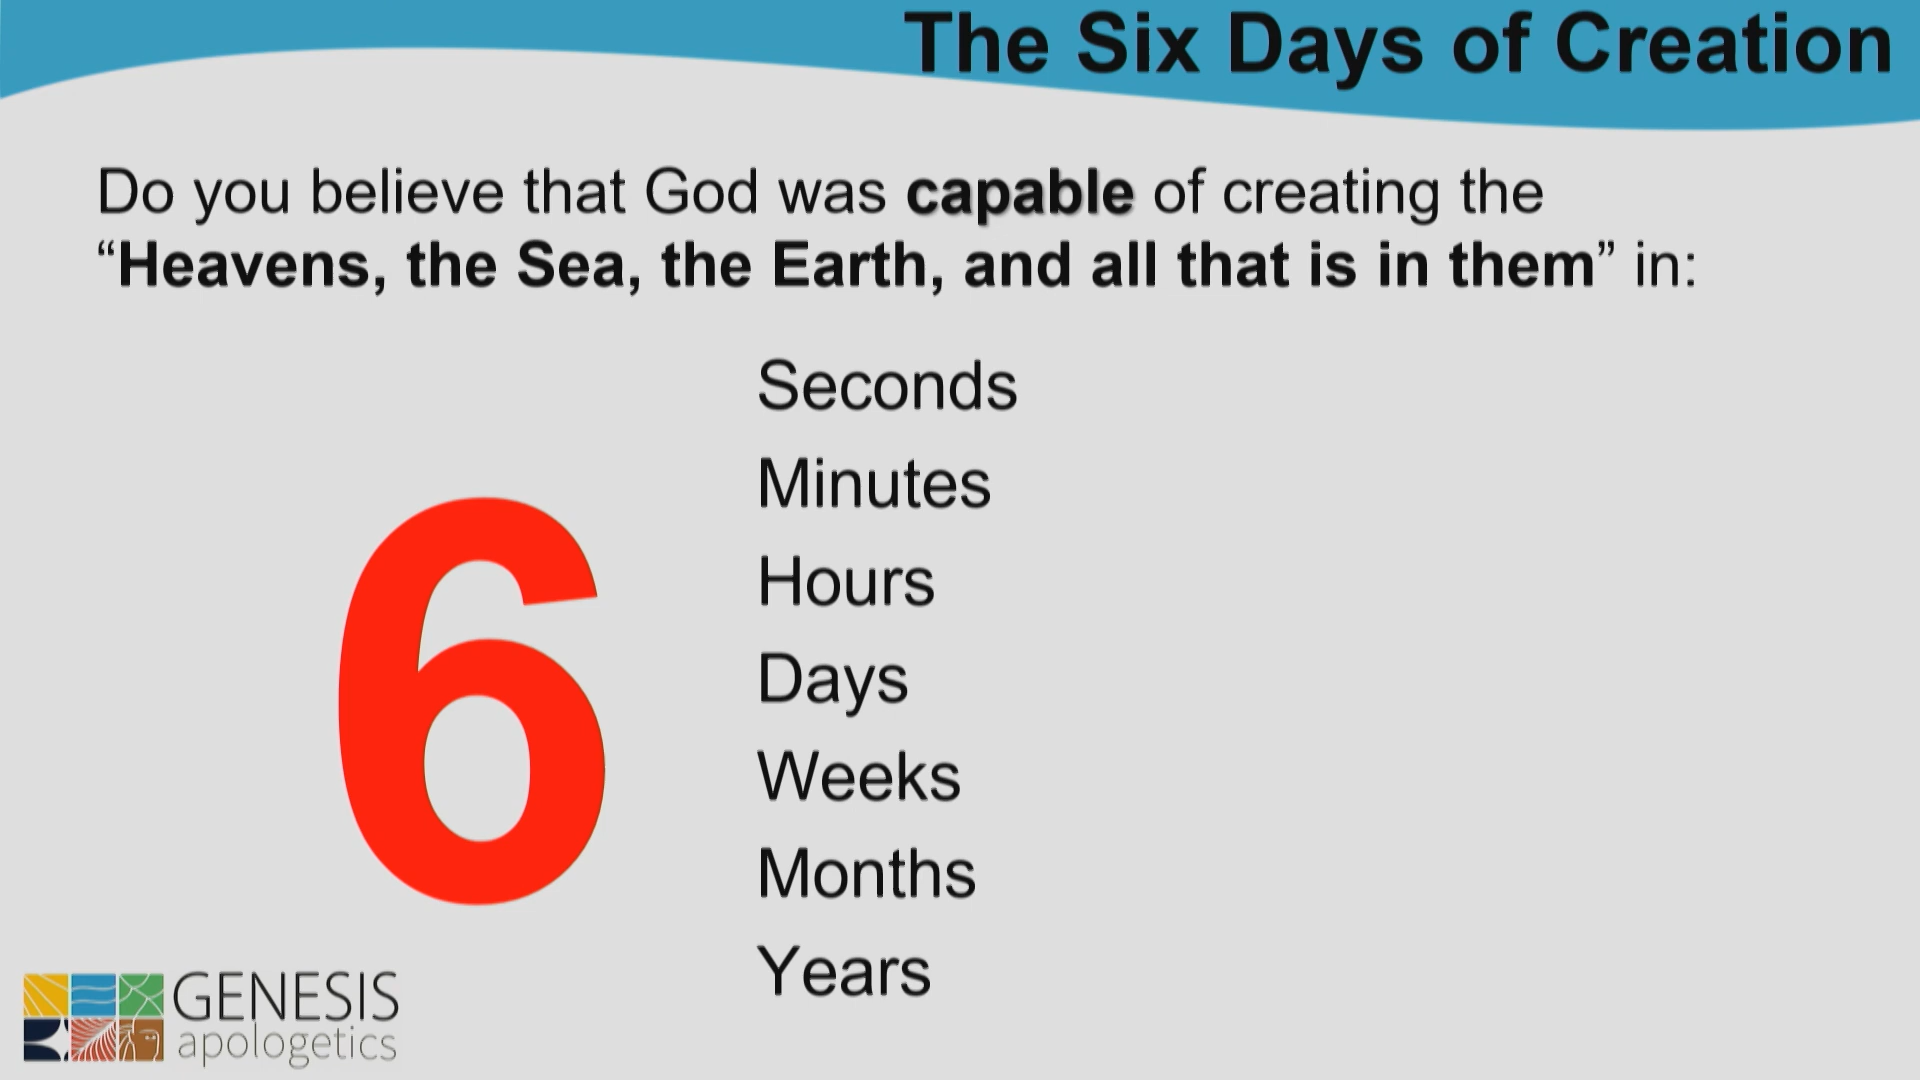 The Six Days of Creation
Do you believe that God was capable of creating the
“Heavens, the Sea, the Earth, and all that is in them” in:
6
Seconds
Minutes
Hours
Days
Weeks
Months
Years
GENESIS
apologetics